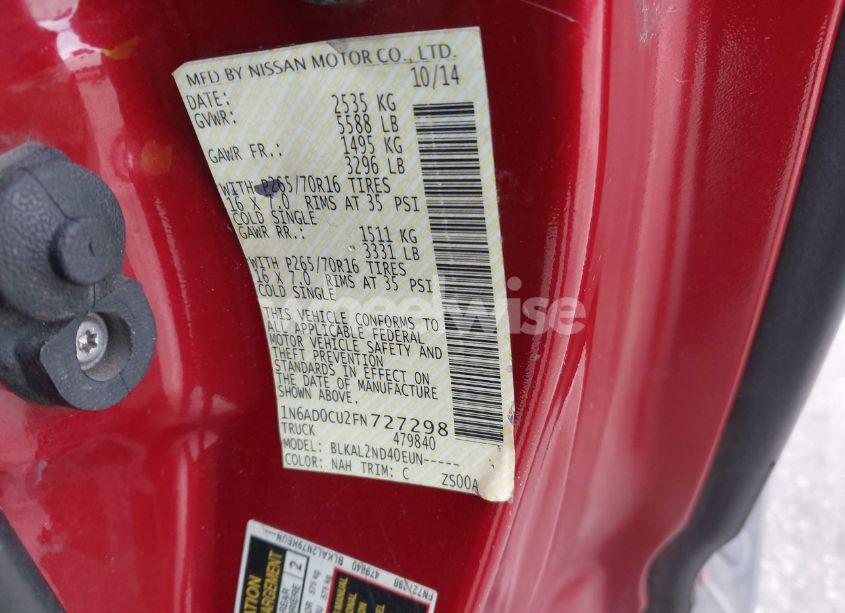 MFD BY NISSAN MOTOR CO., LTD.
DATE: 10/14
GVWR: 2535 KG
5588 LB
GAWR FR.: 1495 KG
3296 LB
WITH P265/70R16 TIRES
16 X 7.0 RIMS AT 35 PSI
COLD SINGLE
GAWR RR.: 1511 KG
3331 LB
WITH P265/70R16 TIRES
16 X 7.0 RIMS AT 35 PSI
COLD SINGLE
THIS VEHICLE CONFORMS TO
ALL APPLICABLE FEDERAL
MOTOR VEHICLE SAFETY AND
THEFT PREVENTION
STANDARDS IN EFFECT ON
THE DATE OF MANUFACTURE
SHOWN ABOVE.
1N6AD0CU2FN727298
TRUCK 479840
MODEL: BLKAL2ND40EUN-----
COLOR: NAH TRIM: C ZS00A
FN727298 479840